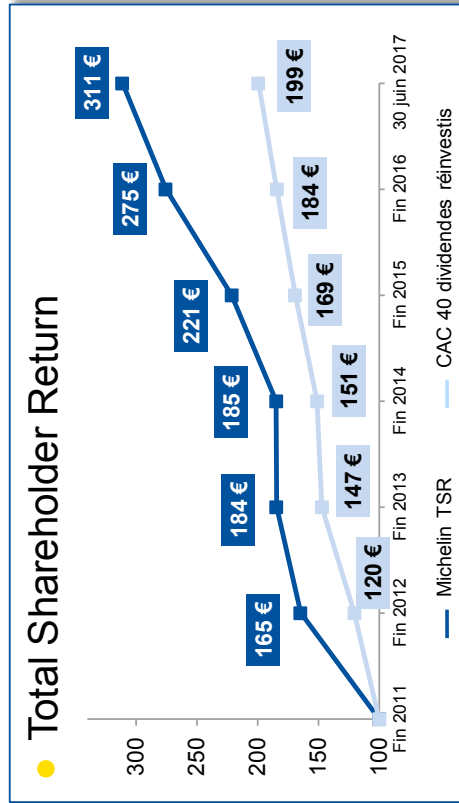 Total Shareholder Return
311 €
275 €
221 €
185 €
184 €
165 €
199 €
184 €
169 €
151 €
147 €
120 €
300
250
200
150
100
Fin 2011
Fin 2012
Fin 2013
Fin 2014
Fin 2015
Fin 2016
30 juin 2017
Michelin TSR
CAC 40 dividendes réinvestis